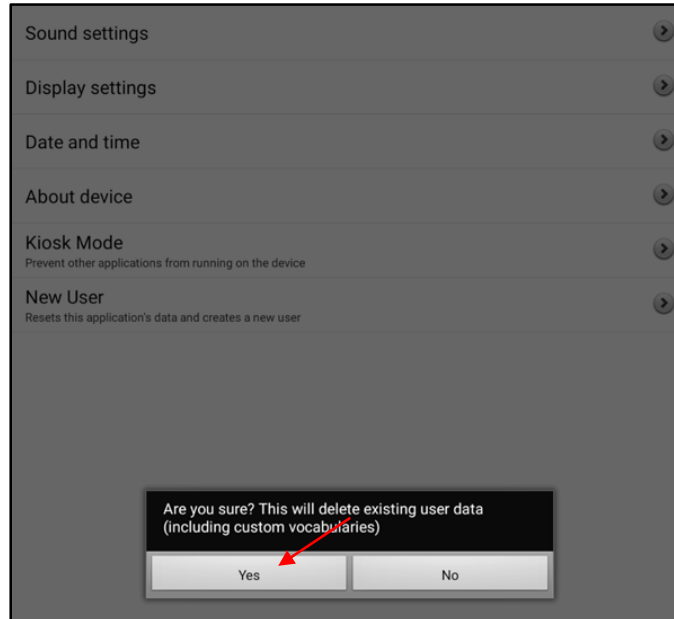 Sound settings
Display settings
Date and time
About device
Kiosk Mode
Prevent other applications from running on the device
New User
Resets this application's data and creates a new user
Are you sure? This will delete existing user data
(including custom vocabularies)
Yes
No